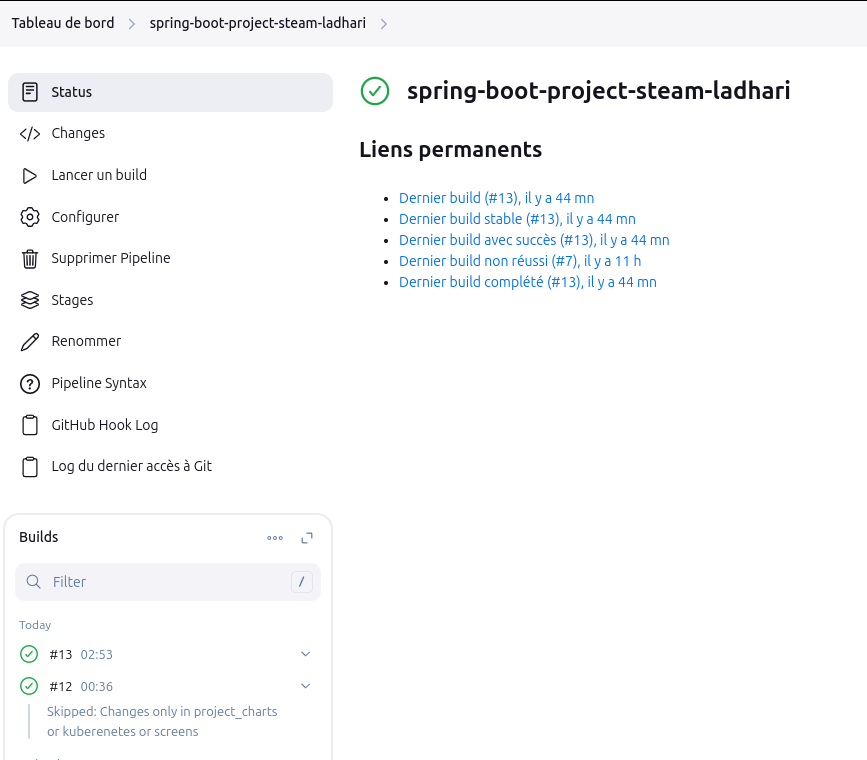 Tableau de bord
spring-boot-project-steam-ladhari
Status
Changes
Lancer un build
Configurer
Supprimer Pipeline
Stages
Renommer
Pipeline Syntax
GitHub Hook Log
Log du dernier accès à Git
spring-boot-project-steam-ladhari
Liens permanents
Dernier build (#13), il y a 44 mn
Dernier build stable (#13), il y a 44 mn
Dernier build avec succès (#13), il y a 44 mn
Dernier build non réussi (#7), il y a 11 h
Dernier build complété (#13), il y a 44 mn
Builds
Filter /
Today
#13 02:53
#12 00:36
Skipped: Changes only in project_charts
or kuberenetes or screens